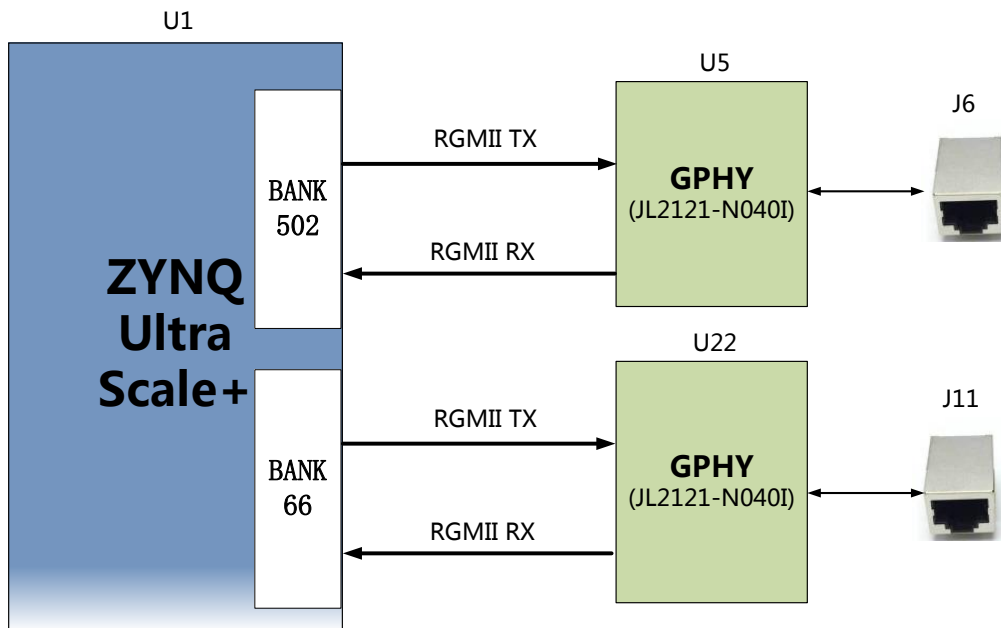 U1
ZYNQ
Ultra
Scale+
BANK
502
RGMII TX
RGMII RX
U5
GPHY
(JL2121-N040I)
J6
BANK
66
RGMII TX
RGMII RX
U22
GPHY
(JL2121-N040I)
J11